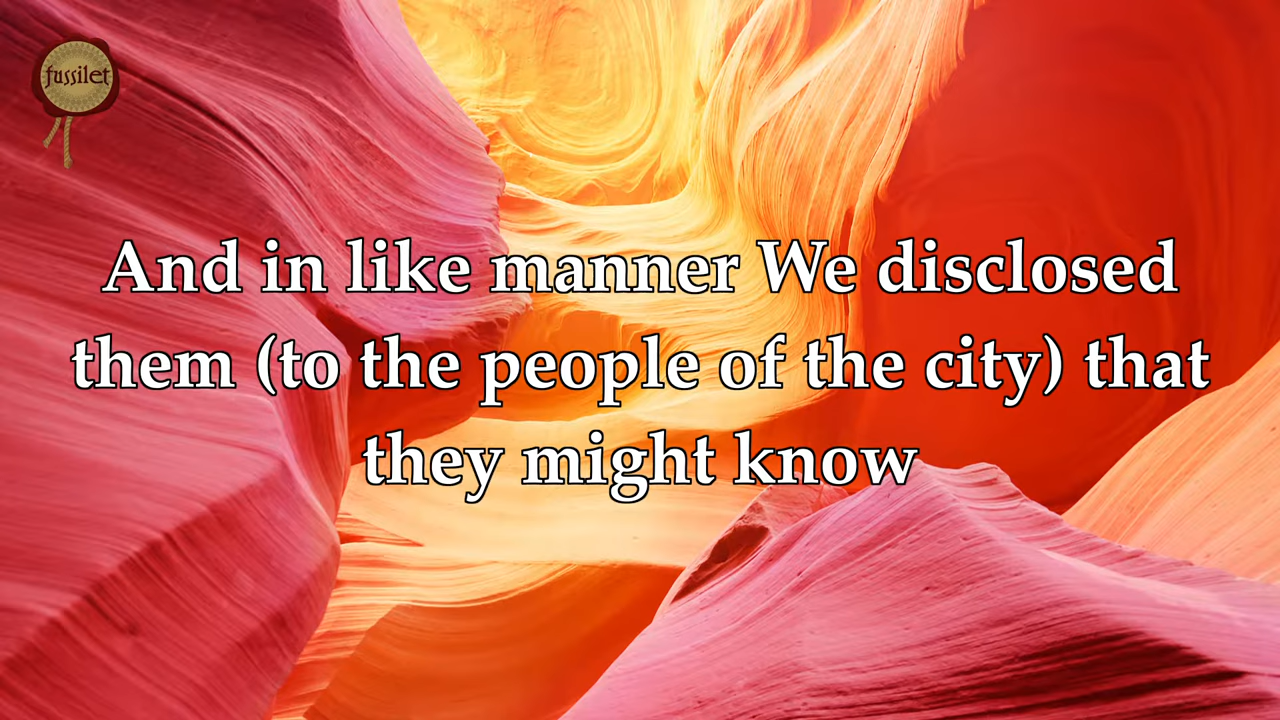 fussilet
And in like manner We disclosed
them (to the people of the city) that
they might know